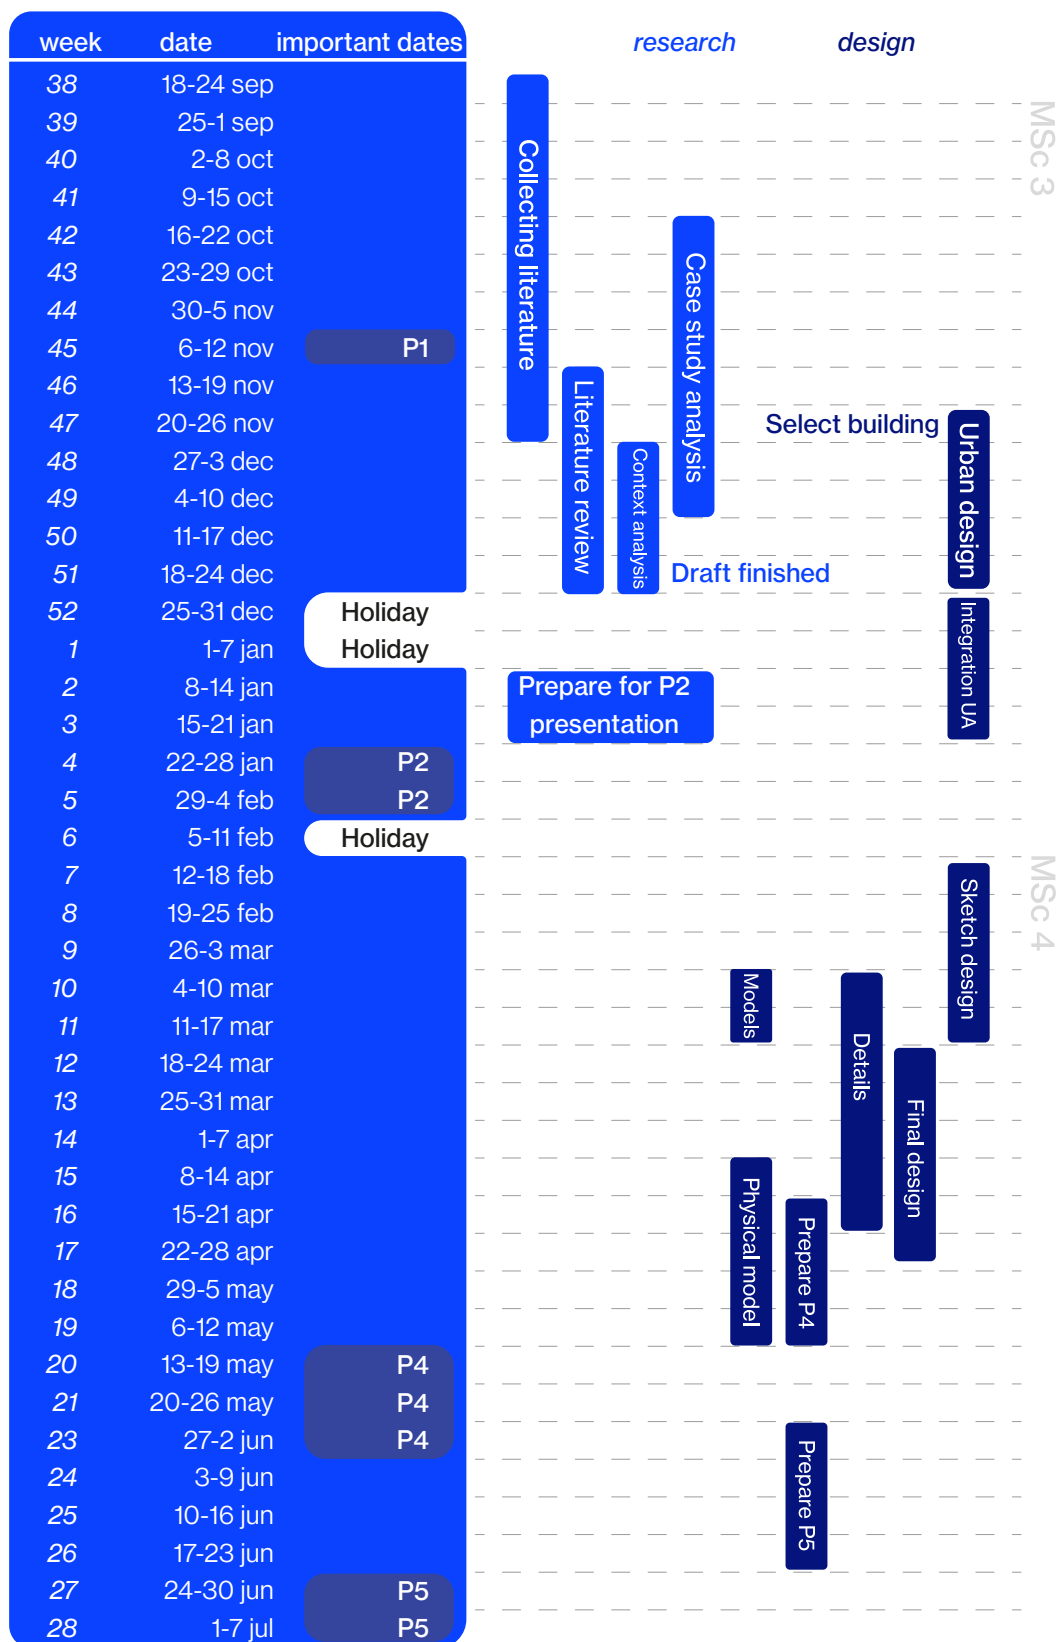 week date important dates research design
38 18-24 sep
39 25-1 sep
40 2-8 oct
41 9-15 oct
42 16-22 oct
43 23-29 oct
44 30-5 nov
45 6-12 nov P1
46 13-19 nov
47 20-26 nov
48 27-3 dec
49 4-10 dec
50 11-17 dec
51 18-24 dec
52 25-31 dec Holiday
1 1-7 jan Holiday
2 8-14 jan
3 15-21 jan
4 22-28 jan P2
5 29-4 feb P2
6 5-11 feb Holiday
7 12-18 feb
8 19-25 feb
9 26-3 mar
10 4-10 mar
11 11-17 mar
12 18-24 mar
13 25-31 mar
14 1-7 apr
15 8-14 apr
16 15-21 apr
17 22-28 apr
18 29-5 may
19 6-12 may
20 13-19 may P4
21 20-26 may P4
23 27-2 jun P4
24 3-9 jun
25 10-16 jun
26 17-23 jun
27 24-30 jun P5
28 1-7 jul P5
Collecting literature
Literature review
Context analysis
Case study analysis
Select building
Urban design
Draft finished
Integration UA
Prepare for P2
presentation
Sketch design
Models
Details
Final design
Physical model
Prepare P4
Prepare P5
MSc 3
MSc 4